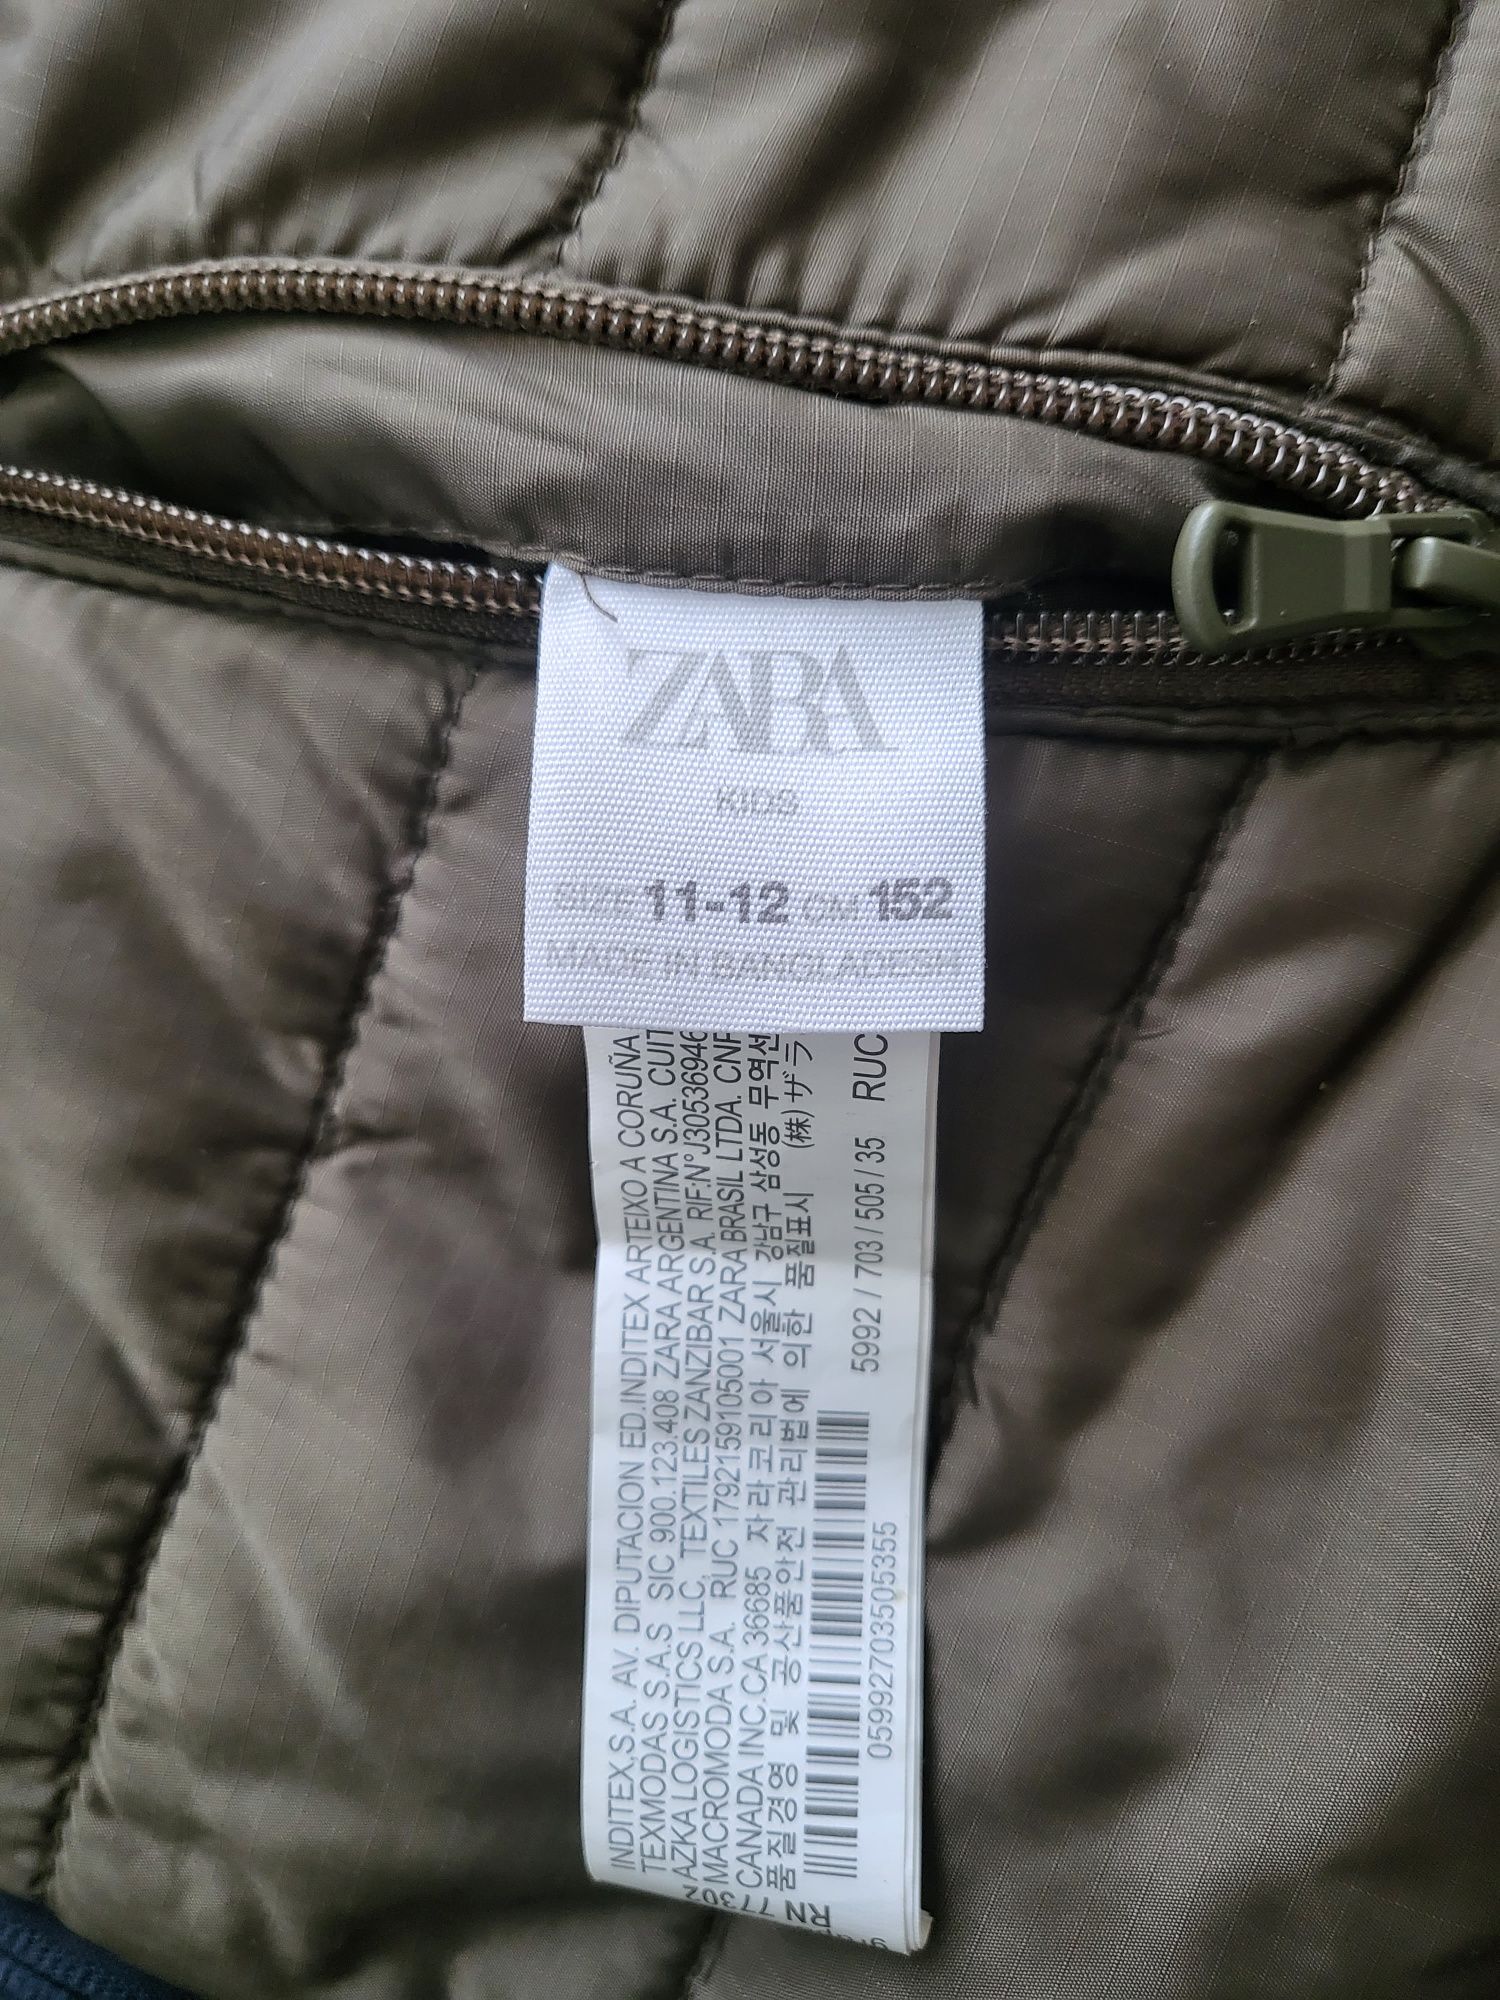 ZARA
KIDS
SIZE 11-12 CM. 152
MADE IN BANGLADESH
INDITEX,S.A. AV. DIPUTACION ED.INDITEX ARTEIXO A CORUÑA
TEXMODAS S.A.S SIC 900.123.408 ZARA ARGENTINA S.A. CUIT
AZKA LOGISTICS LLC, TEXTILES ZANZIBAR S.A. RIF:N°J30536946
MACROMODA S.A. RUC 1792159105001 ZARA BRASIL LTDA. CNP
CANADA INC.CA 36685 자라코리아 서울시 강남구 삼성동 무역선
품질경영 및 공산품안전 관리법에 의한 품질표시 (株) ザラ
5992 / 703 / 505 / 35 RUC
05992703505355
RN 77302